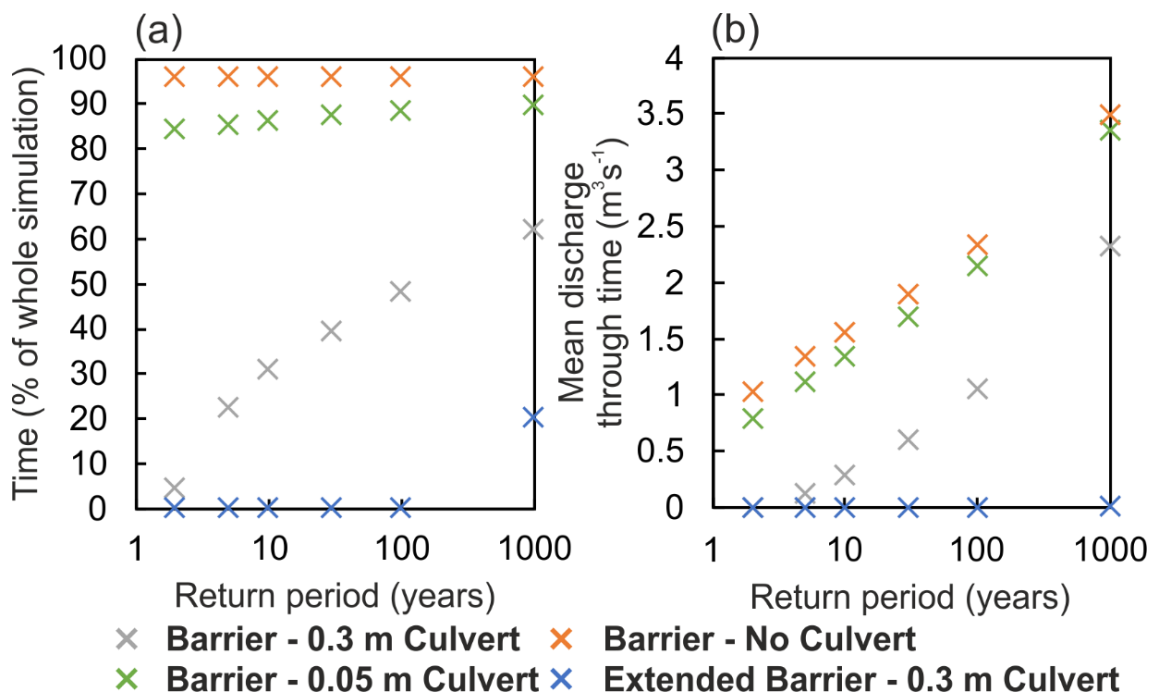 (a)
(b)
Time (% of whole simulation)
100
90
80
70
60
50
40
30
20
10
0
1
10
100
1000
Return period (years)
Mean discharge
through time (m³s⁻¹)
4
3.5
3
2.5
2
1.5
1
0.5
0
1
10
100
1000
Return period (years)
Barrier - 0.3 m Culvert
Barrier - No Culvert
Barrier - 0.05 m Culvert
Extended Barrier - 0.3 m Culvert